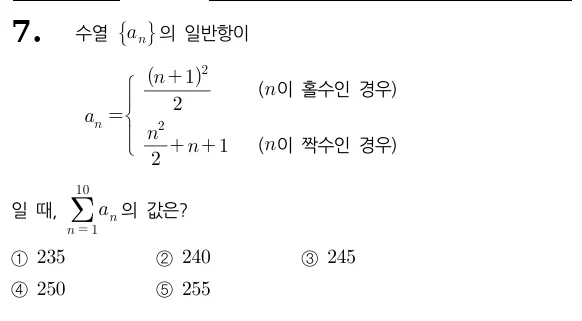 7. 수열 {aₙ}의 일반항이
aₙ = { (n+1)²/2 (n이 홀수인 경우)
n²/2 + n + 1 (n이 짝수인 경우)
일 때, ∑ₙ₌₁¹⁰ aₙ의 값은?
① 235 ② 240 ③ 245
④ 250 ⑤ 255